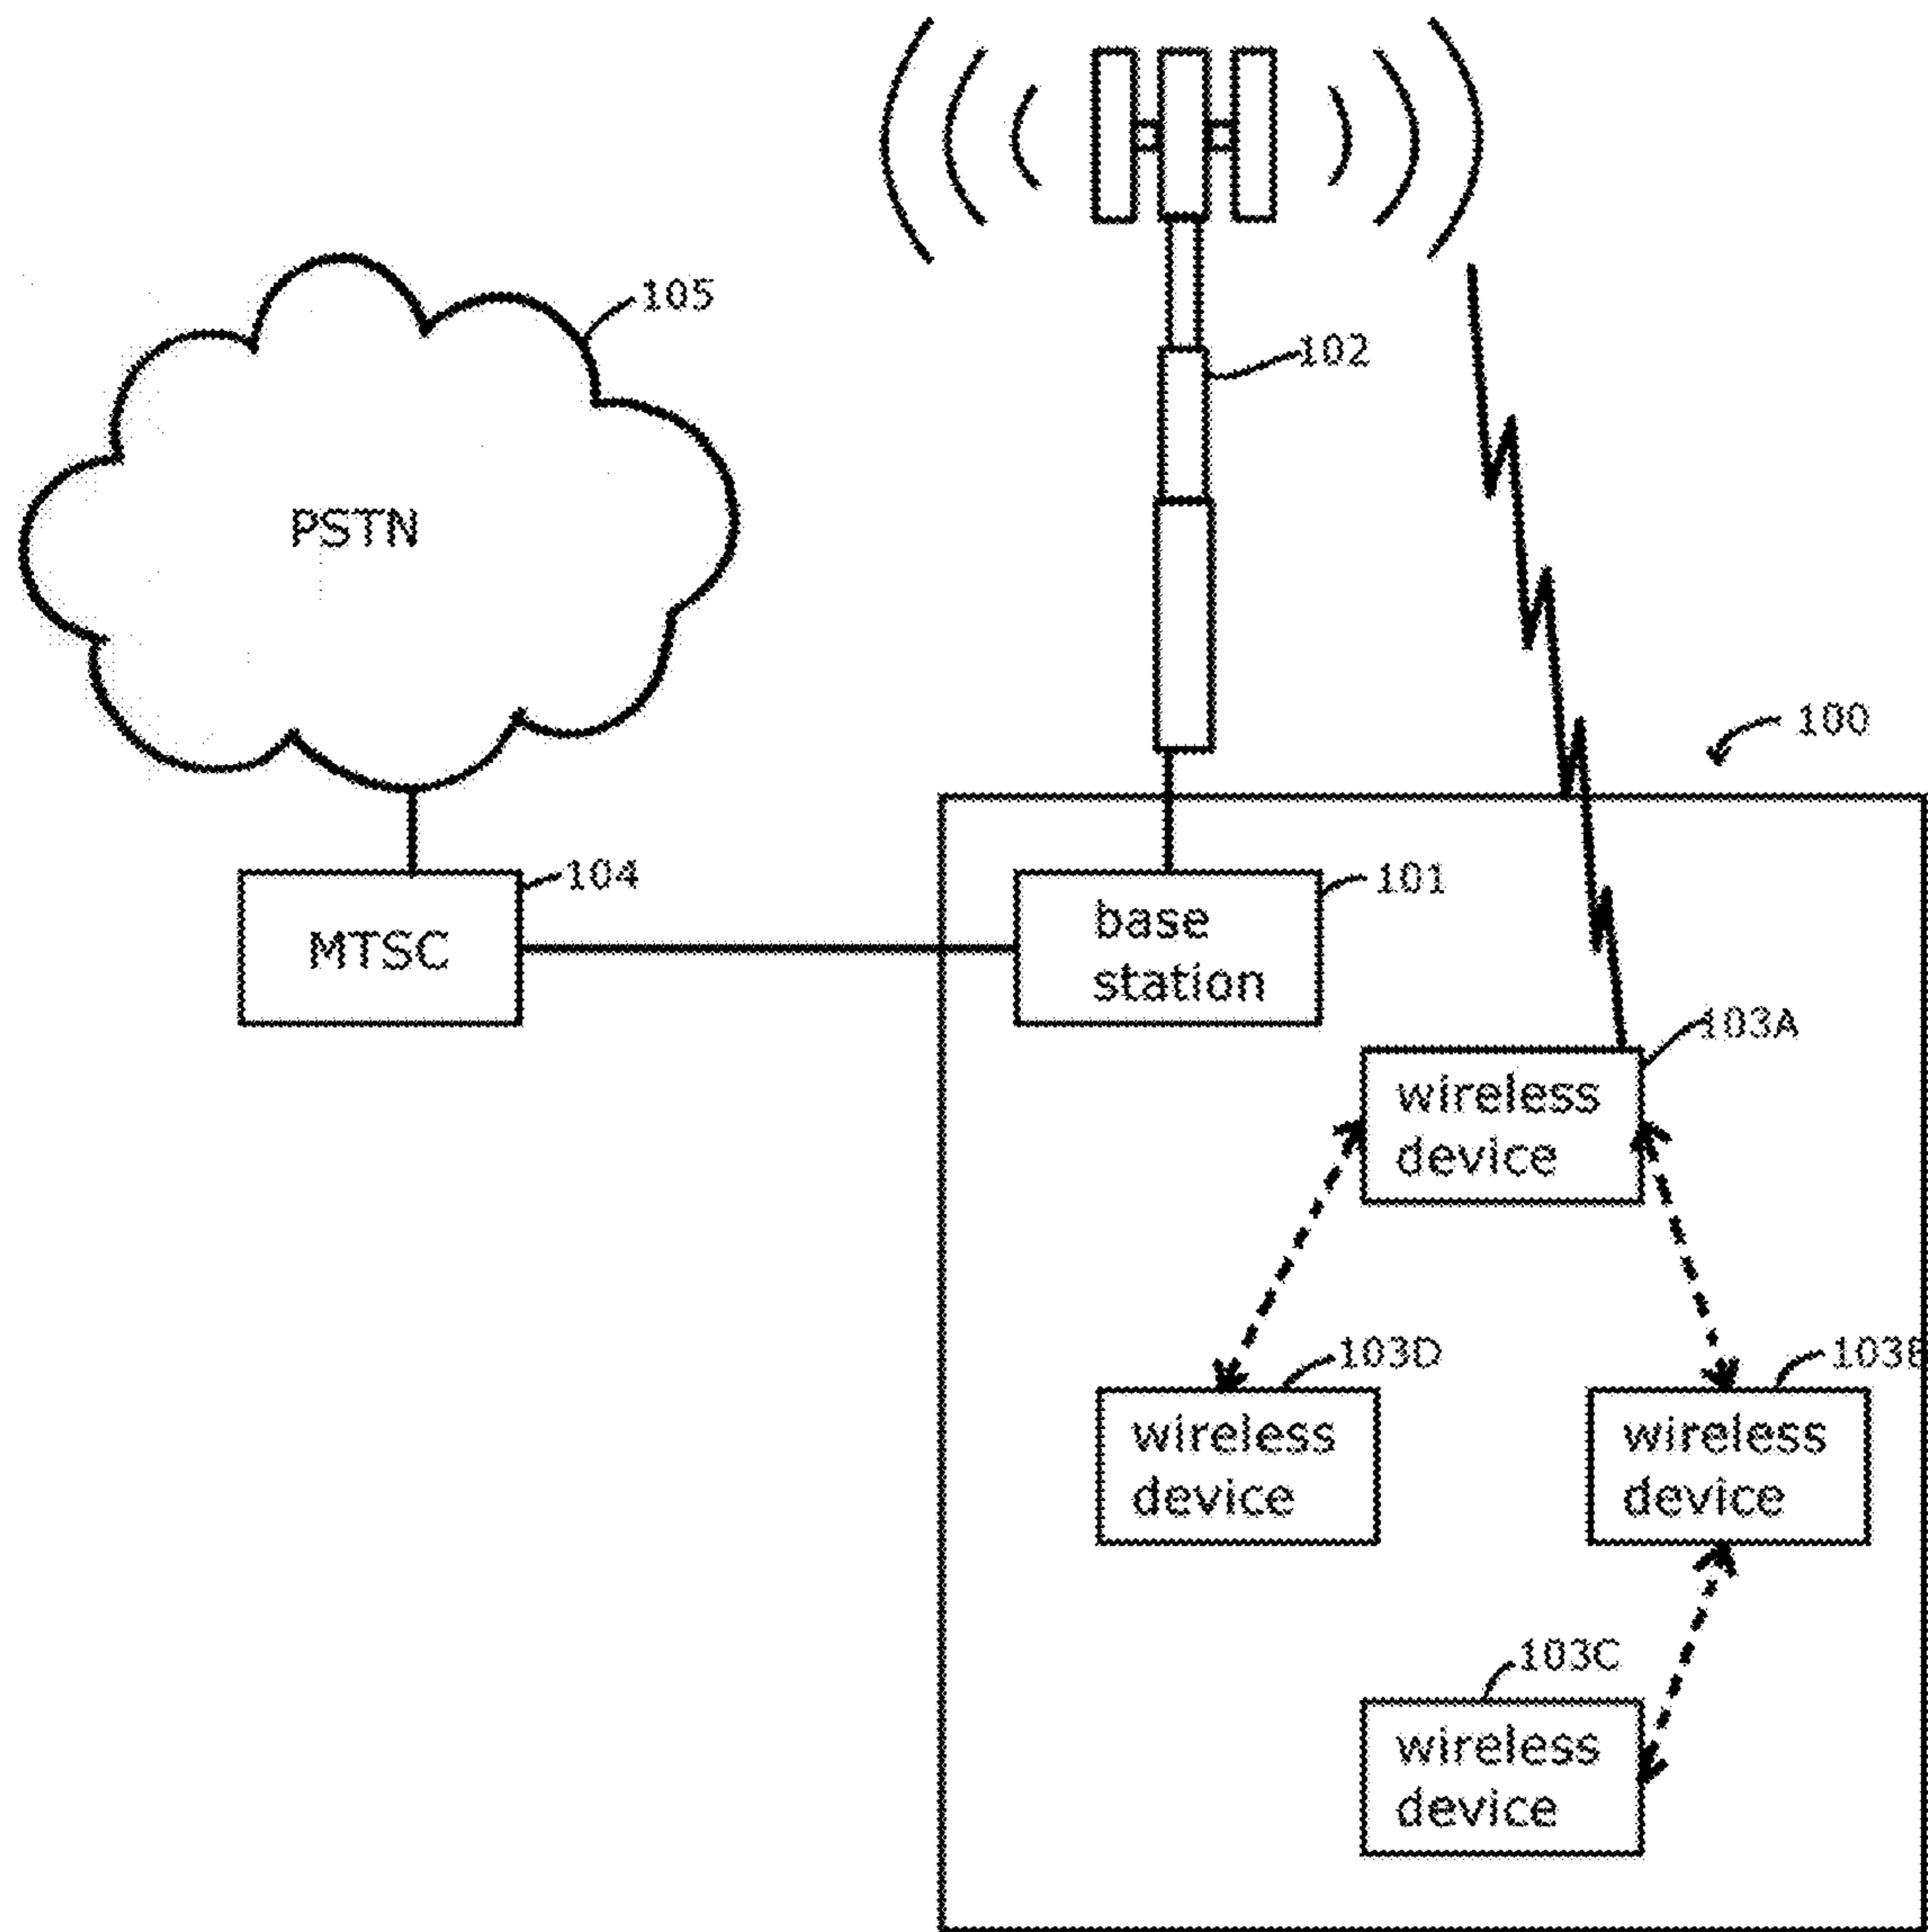 105
102
PSTN
100
104
101
MTSC
base
station
103A
wireless
device
103D
103B
wireless
device
wireless
device
103C
wireless
device